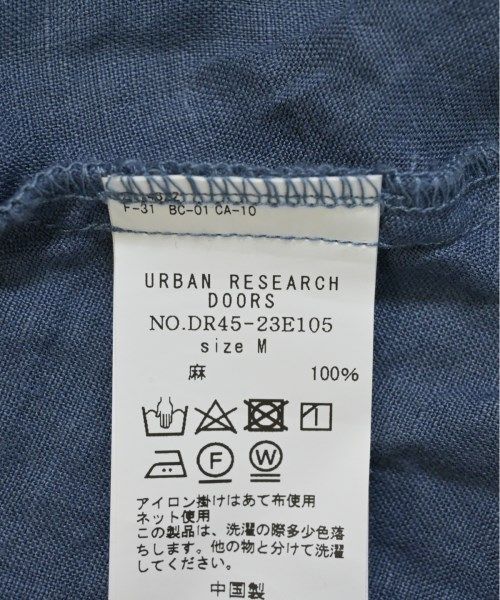 F-31 BC-01 CA-10
URBAN RESEARCH
DOORS
NO.DR45-23E105
size M
麻 100%
F W
アイロン掛けはあて布使用
ネット使用
この製品は、洗濯の際多少色落
ちします。他の物と分けて洗濯
して下さい。
中国製